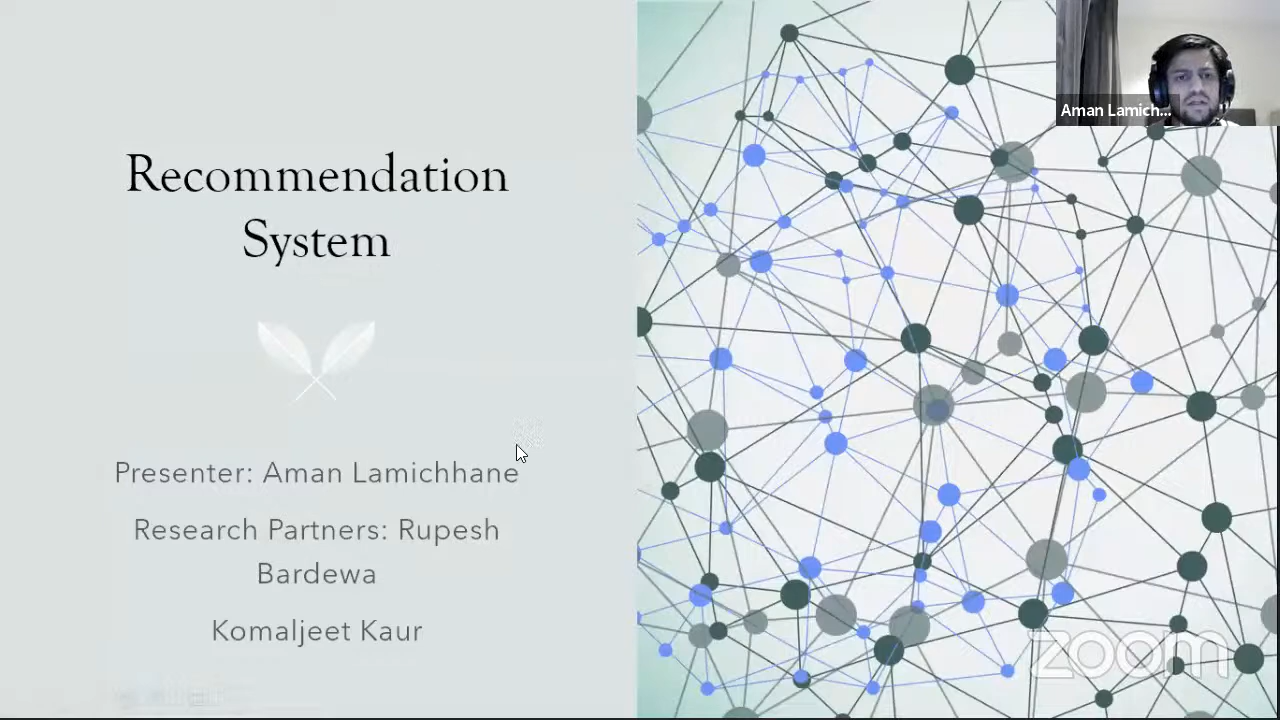 Recommendation
System
Presenter: Aman Lamichhane
Research Partners: Rupesh
Bardewa
Komaljeet Kaur
Aman Lamich...
zoom